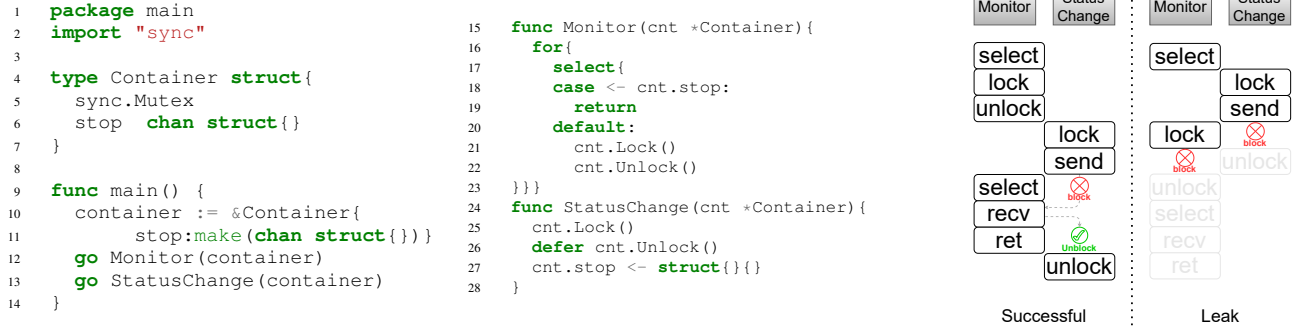 1 package main
2 import "sync"
3
4 type Container struct{
5 sync.Mutex
6 stop chan struct{}
7 }
8
9 func main() {
10 container := &Container{
11 stop:make(chan struct{})}
12 go Monitor(container)
13 go StatusChange(container)
14 }
15 func Monitor(cnt *Container){
16 for{
17 select{
18 case <- cnt.stop:
19 return
20 default:
21 cnt.Lock()
22 cnt.Unlock()
23 }}}
24 func StatusChange(cnt *Container){
25 cnt.Lock()
26 defer cnt.Unlock()
27 cnt.stop <- struct{}{}
28 }
Monitor
Status
Change
select
lock
unlock
lock
send
select
block
recv
ret
Unblock
unlock
Successful
Monitor
Status
Change
select
lock
send
lock
block
block
unlock
unlock
select
recv
ret
Leak